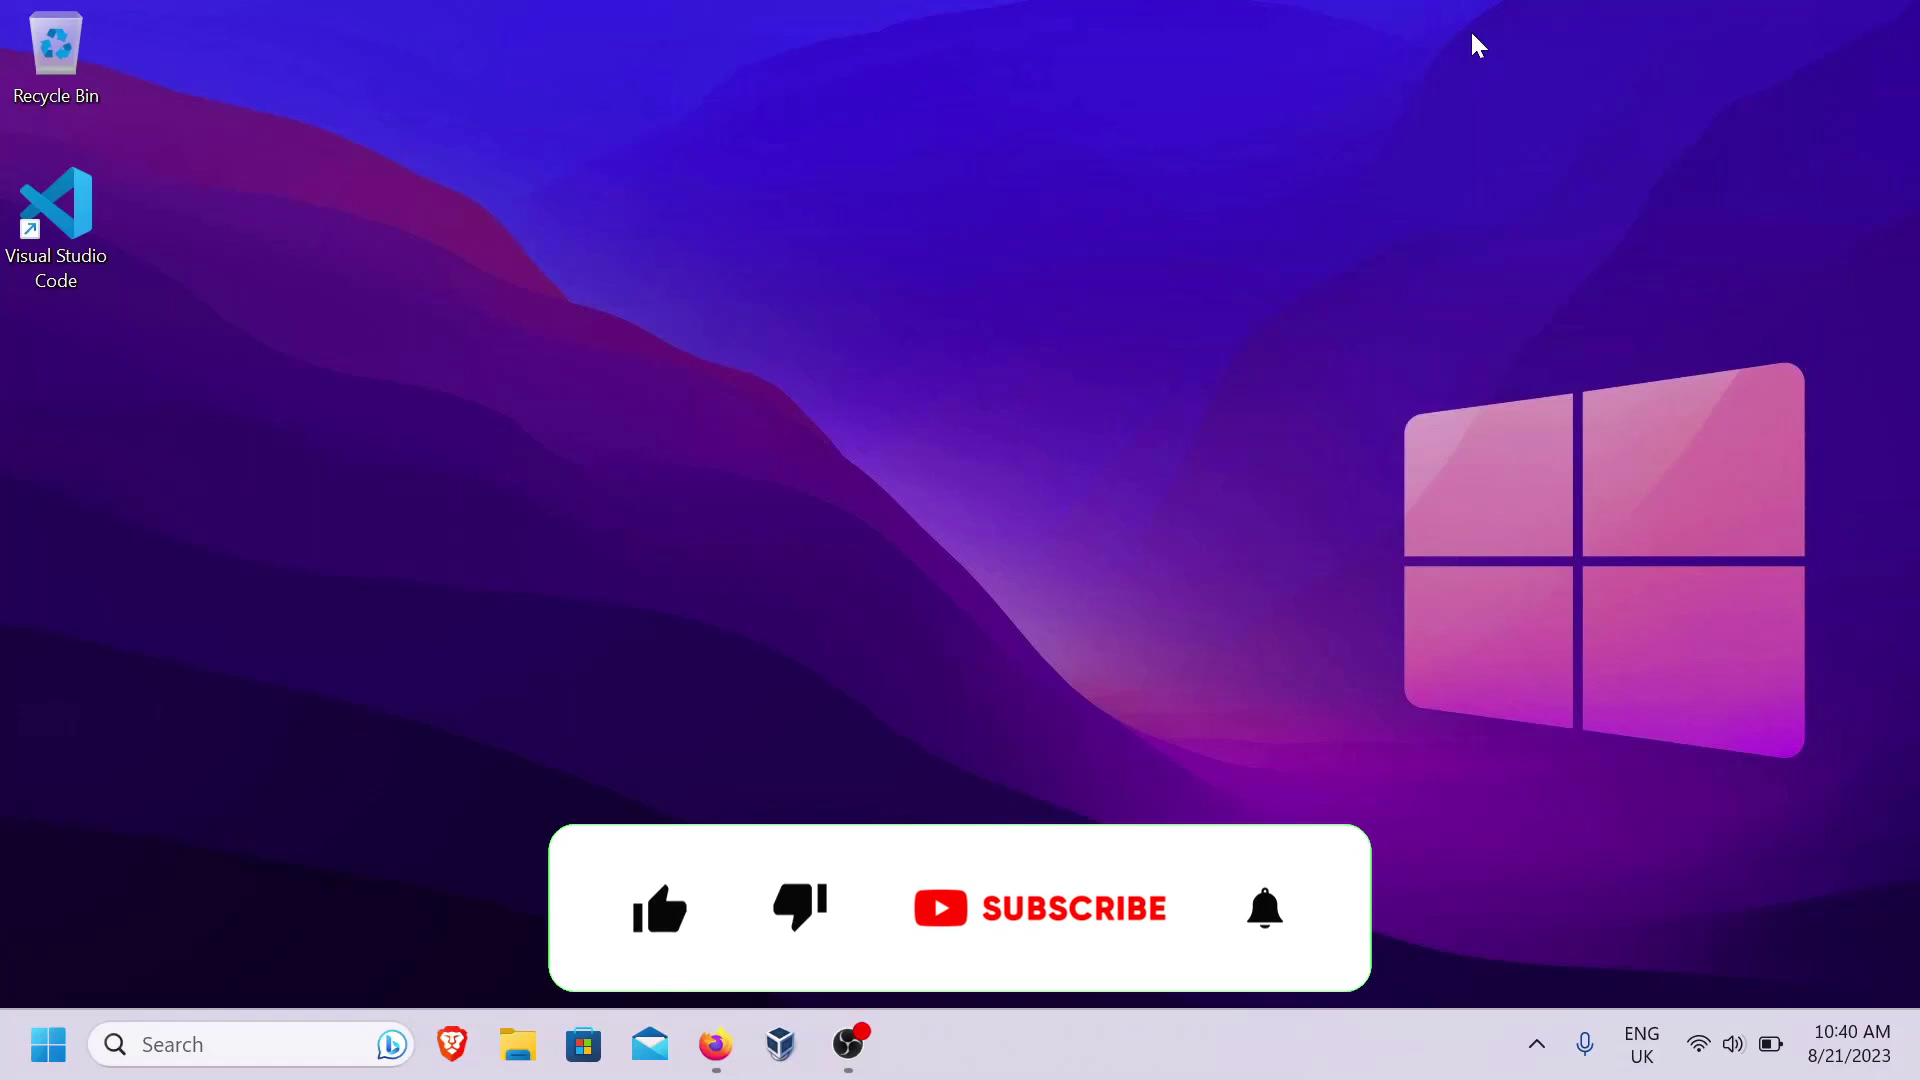 Recycle Bin
Visual Studio
Code
SUBSCRIBE
Search
ENG
UK
10:40 AM
8/21/2023